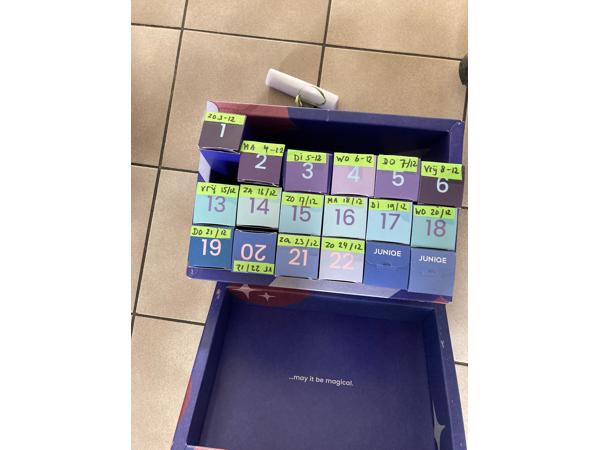 ZO 3-12
1
MA 4-12
2
DI 5-12
3
WO 6-12
4
DO 7/12
5
Vrij 8-12
6
Vrij 15/12
13
ZA 16/12
14
ZO 17/12
15
MA 18/12
16
DI 19/12
17
WO 20/12
18
DO 21/12
19
20
ZA 23/12
21
ZO 24/12
22
JUNIQE
JUNIQE
...may it be magical.